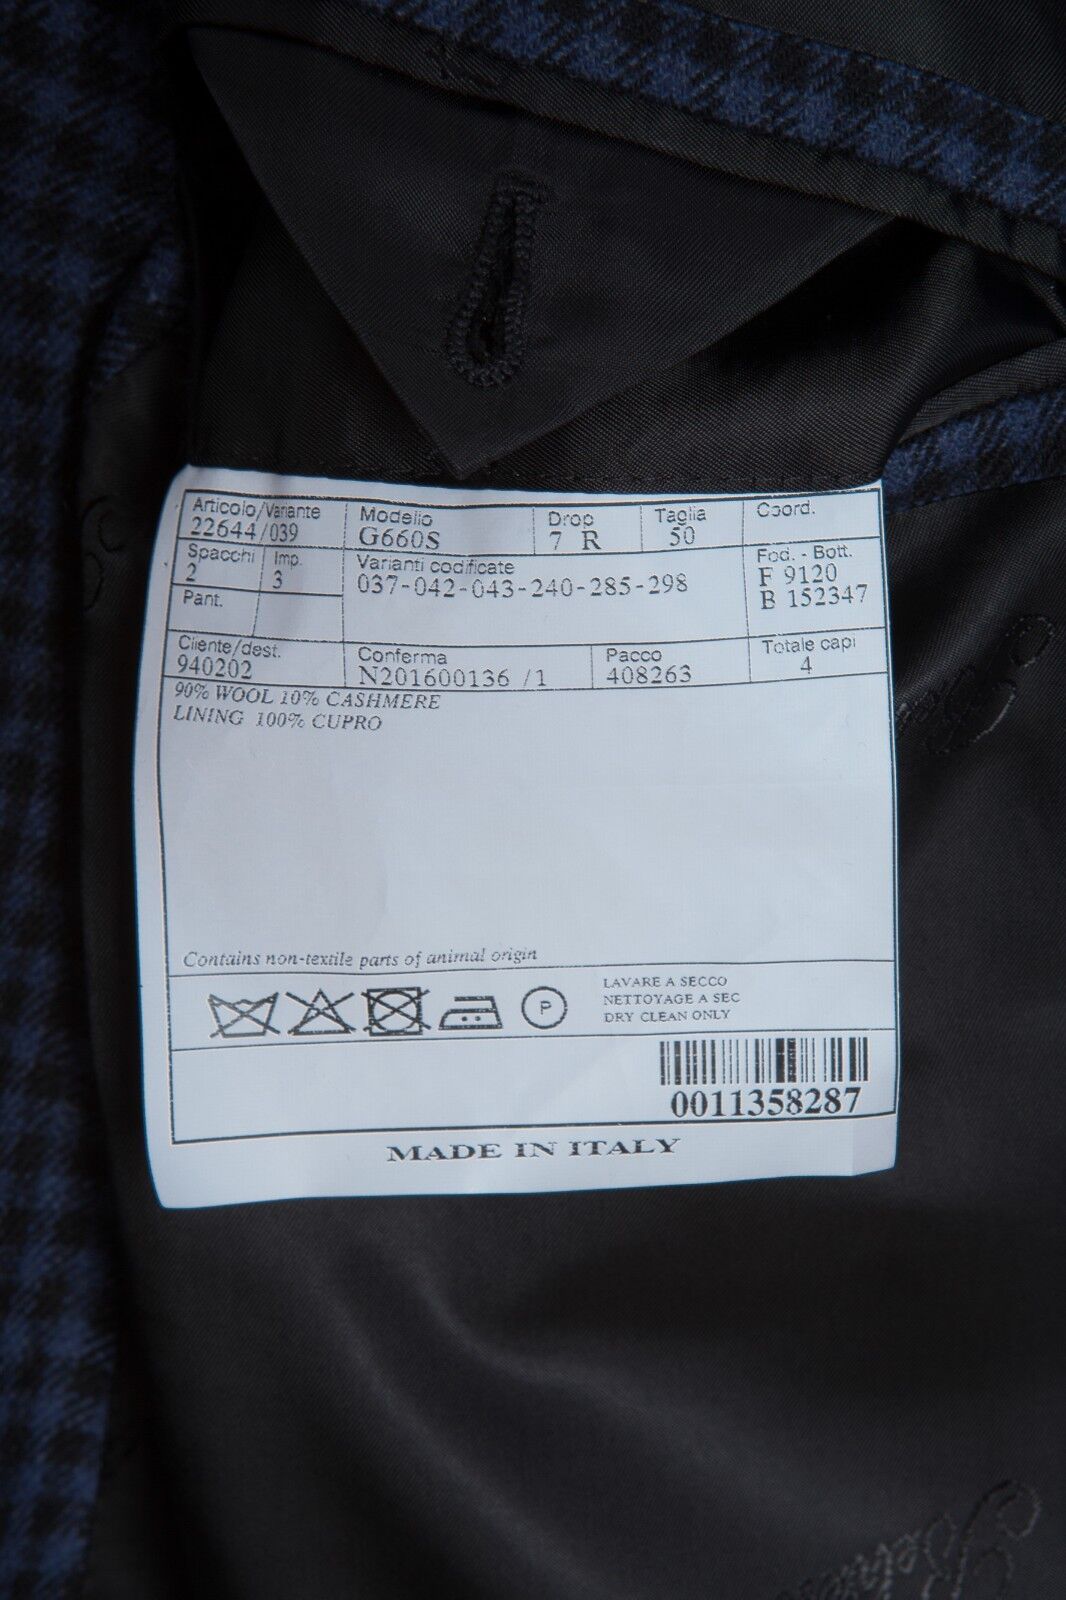 Articolo/Variante Modello Drop Taglia Coord.
22644/039 G660S 7 R 50
Spacchi Imp. Varianti codificate Fod. - Bott.
2 3 037-042-043-240-285-298 F 9120
Pant. B 152347
Cliente/dest. Conferma Pacco Totale capi
940202 N201600136 /1 408263 4
90% WOOL 10% CASHMERE
LINING 100% CUPRO
Contains non-textile parts of animal origin
LAVARE A SECCO
NETTOYAGE A SEC
P DRY CLEAN ONLY
0011358287
MADE IN ITALY